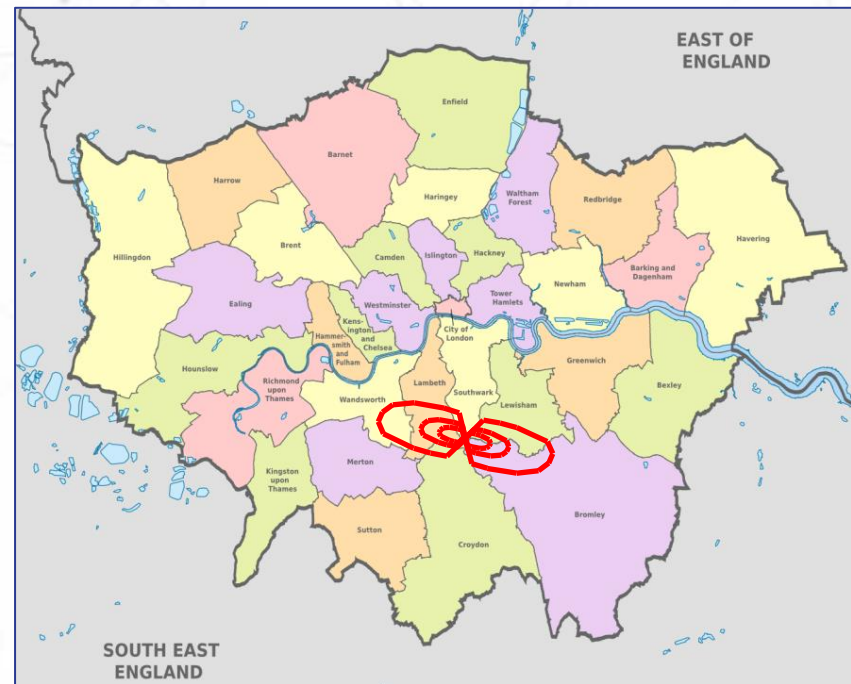 EAST OF
ENGLAND
Enfield
Barnet
Harrow
Haringey
Waltham
Forest
Redbridge
Havering
Hillingdon
Brent
Camden
Islington
Hackney
Barking and
Dagenham
Newham
Ealing
Westminster
Tower
Hamlets
Kens-
ington
and
Chelsea
City of
London
Hammer-
smith
and
Fulham
Hounslow
Greenwich
Richmond
upon
Thames
Lambeth
Southwark
Bexley
Wandsworth
Lewisham
Merton
Kingston
upon
Thames
Bromley
Sutton
Croydon
SOUTH EAST
ENGLAND